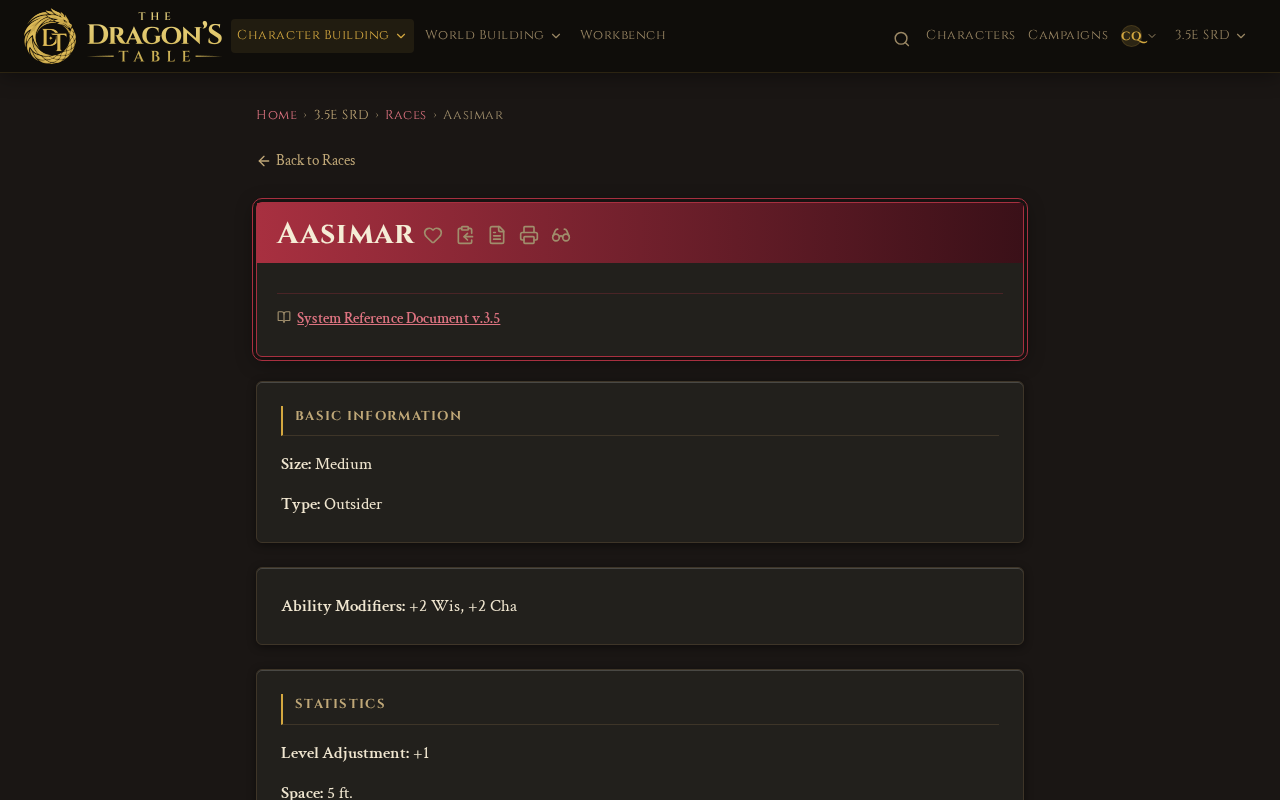 THE
DRAGON'S
TABLE
DT
Character Building
World Building
Workbench
Characters
Campaigns
CQ
3.5E SRD
Home › 3.5E SRD › Races › Aasimar
Back to Races
Aasimar
System Reference Document v.3.5
BASIC INFORMATION
Size: Medium
Type: Outsider
Ability Modifiers: +2 Wis, +2 Cha
STATISTICS
Level Adjustment: +1
Space: 5 ft.